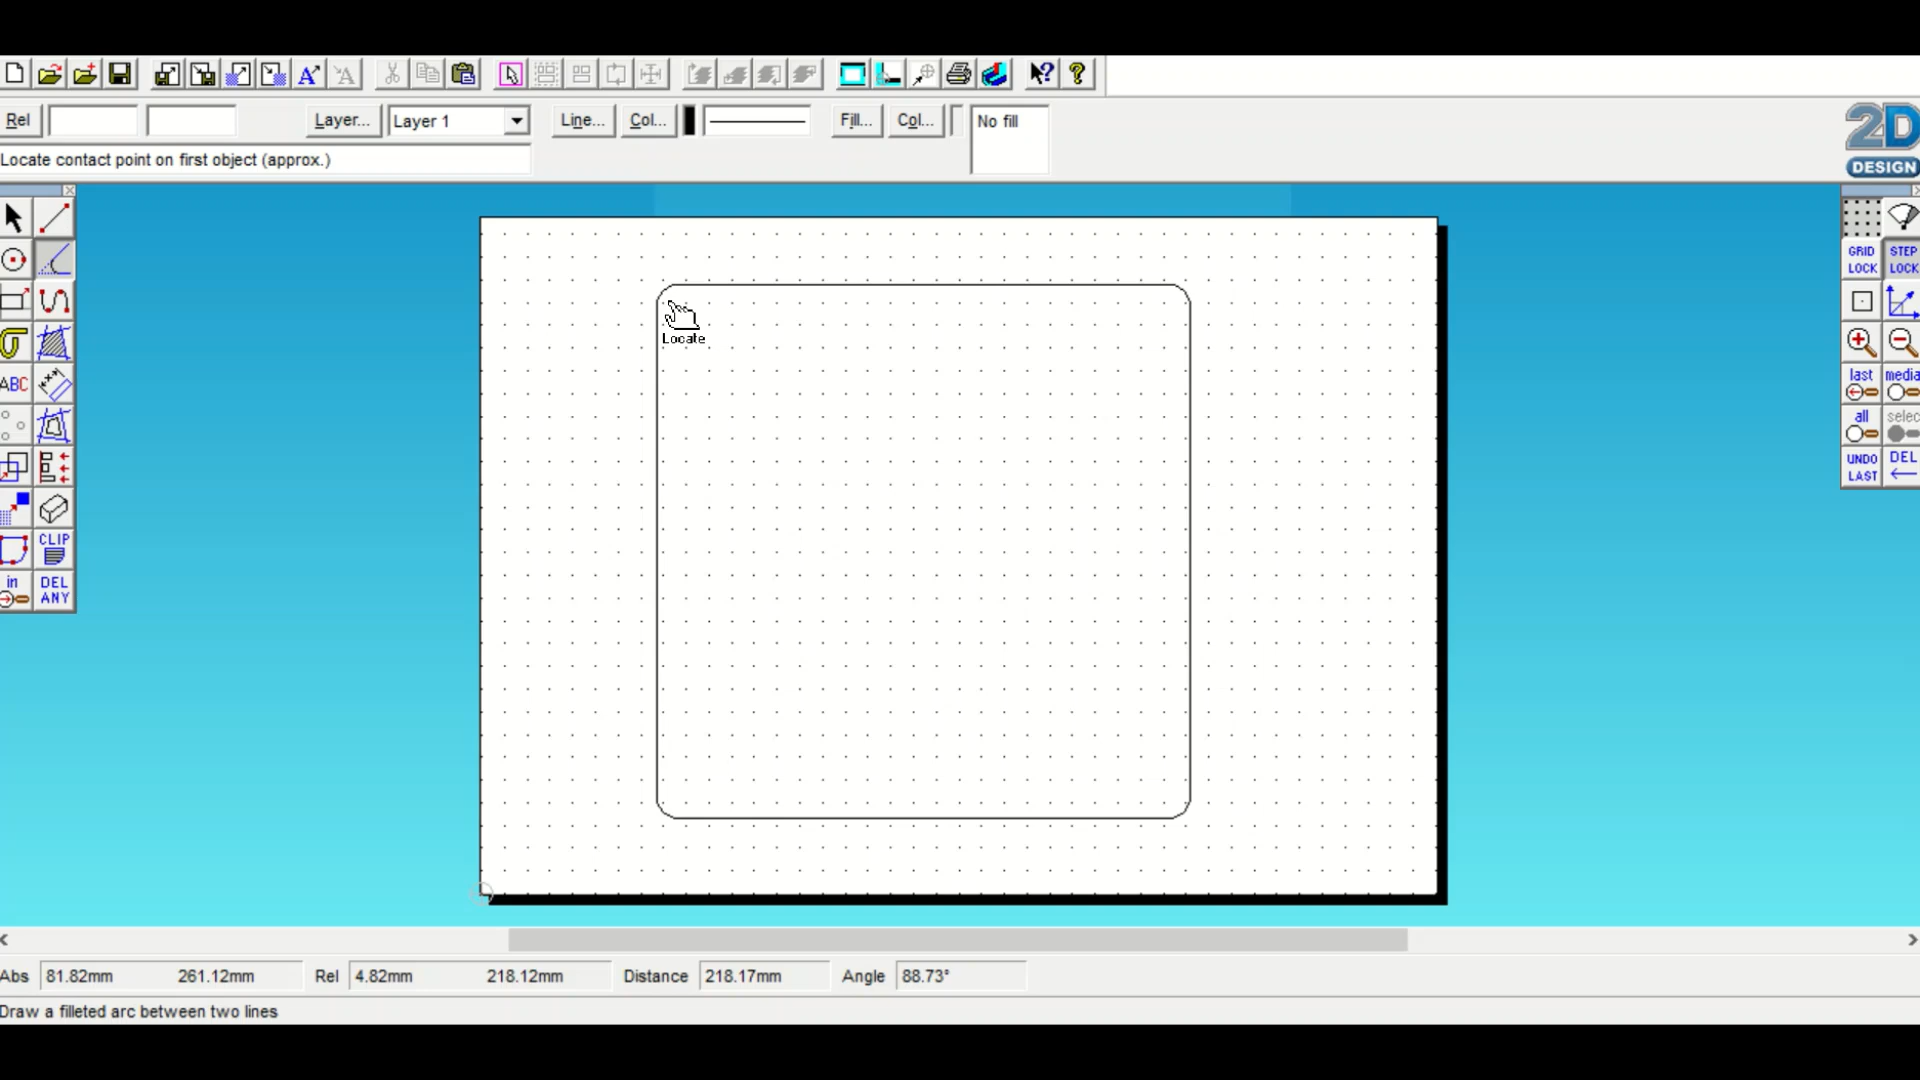 Rel
Layer...
Layer 1
Line...
Col...
Fill...
Col...
No fill
2D
DESIGN
Locate contact point on first object (approx.)
GRID
LOCK
STEP
LOCK
Locate
ABC
last
media
all
selec
UNDO
LAST
DEL
CLIP
in
DEL
ANY
Abs 81.82mm 261.12mm Rel 4.82mm 218.12mm Distance 218.17mm Angle 88.73°
Draw a filleted arc between two lines